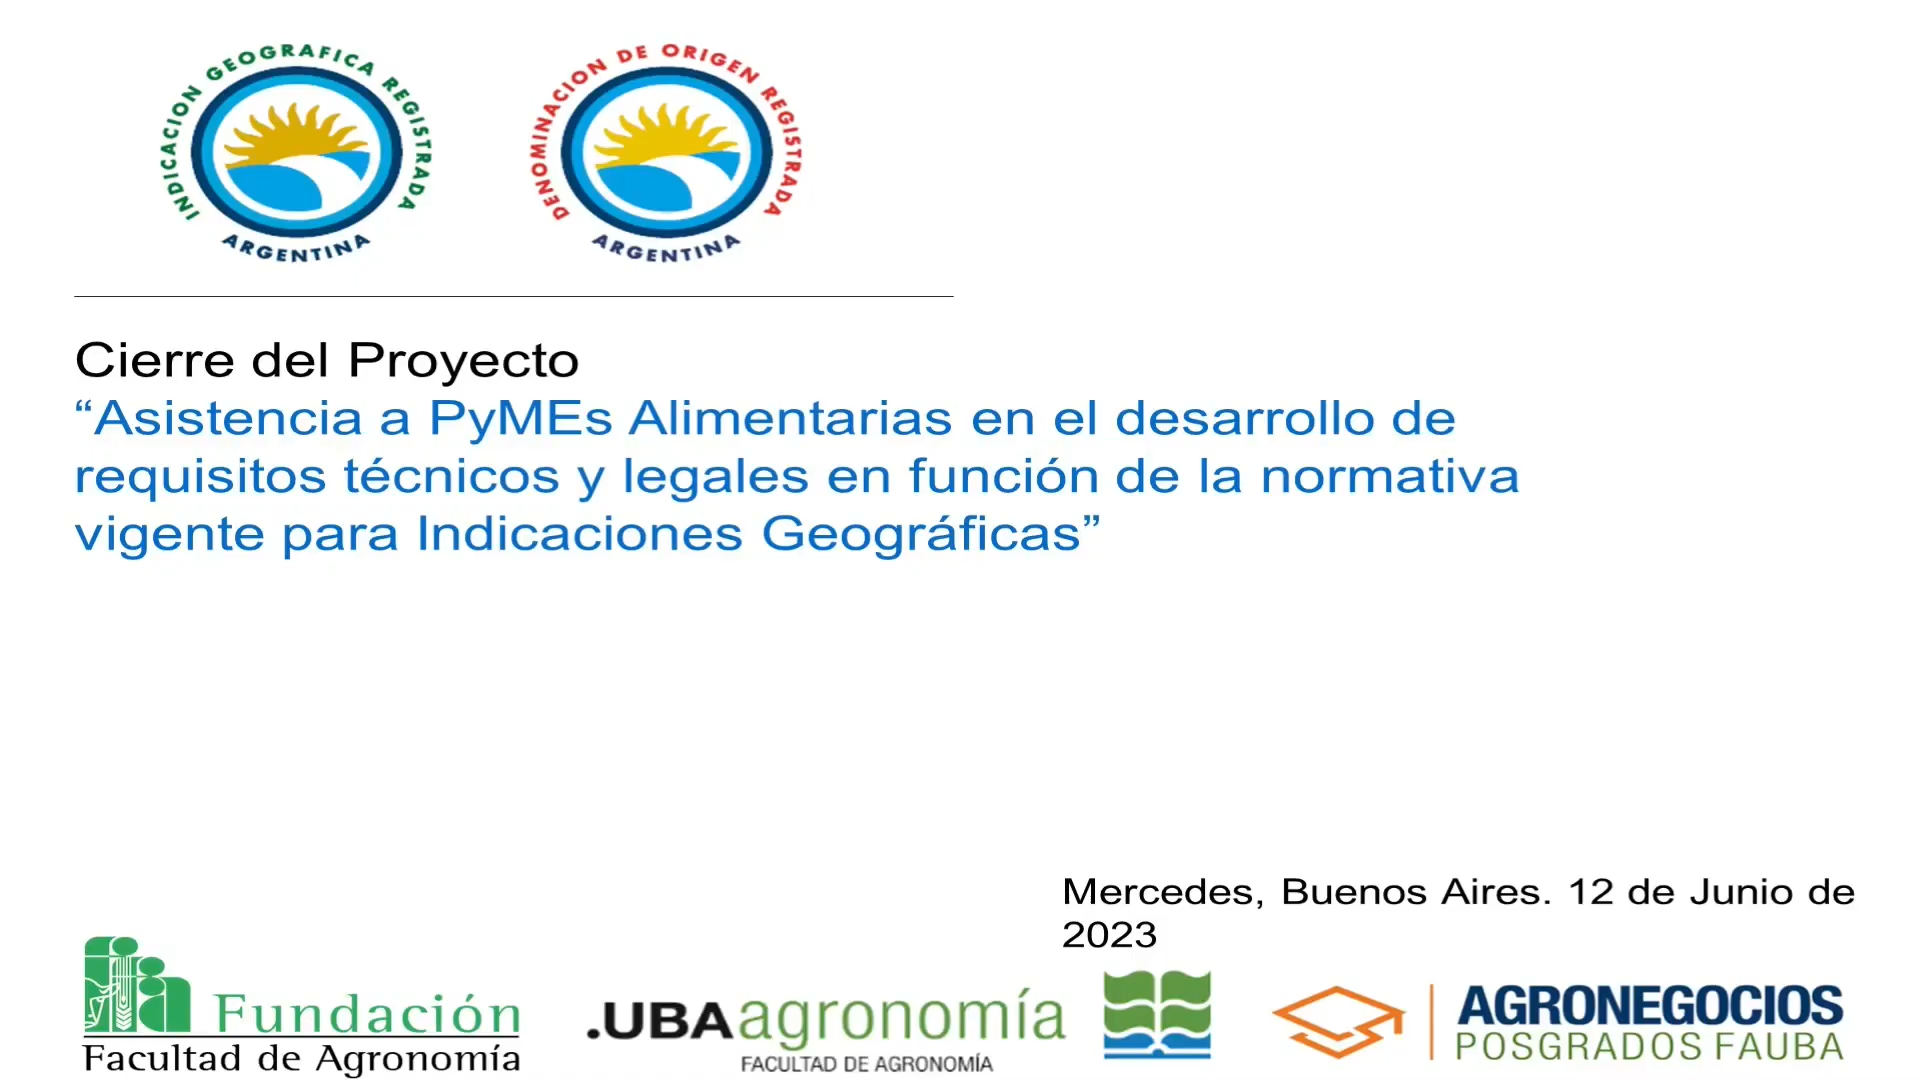 INDICACION GEOGRAFICA REGISTRADA
ARGENTINA
DENOMINACION DE ORIGEN REGISTRADA
ARGENTINA
Cierre del Proyecto
“Asistencia a PyMEs Alimentarias en el desarrollo de
requisitos técnicos y legales en función de la normativa
vigente para Indicaciones Geográficas”
Mercedes, Buenos Aires. 12 de Junio de
2023
Fundación
Facultad de Agronomía
.UBAagronomía
FACULTAD DE AGRONOMÍA
AGRONEGOCIOS
POSGRADOS FAUBA